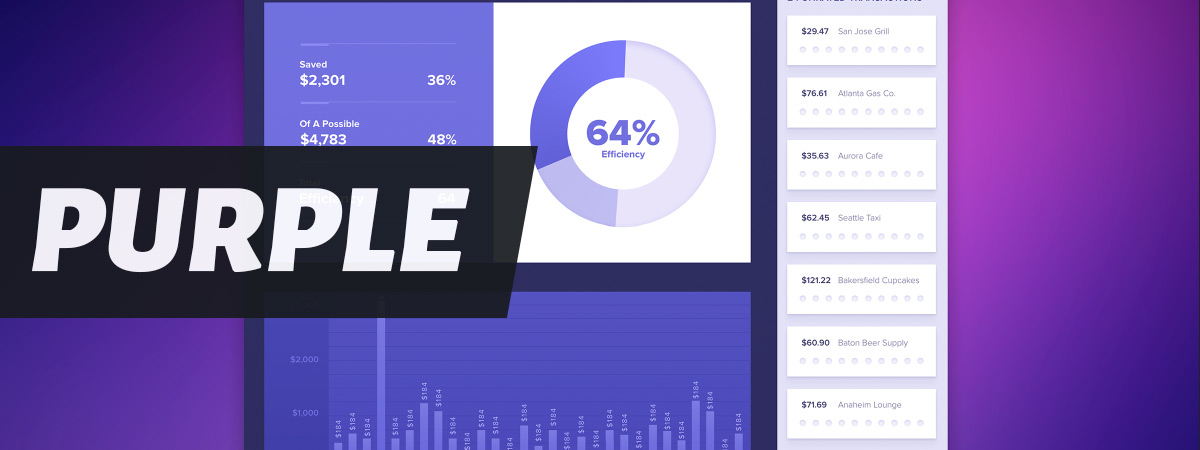 Saved
$2,301 36%
Of A Possible
$4,783 48%
Efficiency 64
PURPLE
64%
Efficiency
$2,000
$1,000
$184 $184 $184 $184 $184 $184 $184 $184 $184 $184 $184 $184 $184 $184 $184 $184 $184 $184 $184 $184 $184 $184 $184 $184 $184 $184 $184 $184
$29.47 San Jose Grill
$76.61 Atlanta Gas Co.
$35.63 Aurora Cafe
$62.45 Seattle Taxi
$121.22 Bakersfield Cupcakes
$60.90 Baton Beer Supply
$71.69 Anaheim Lounge